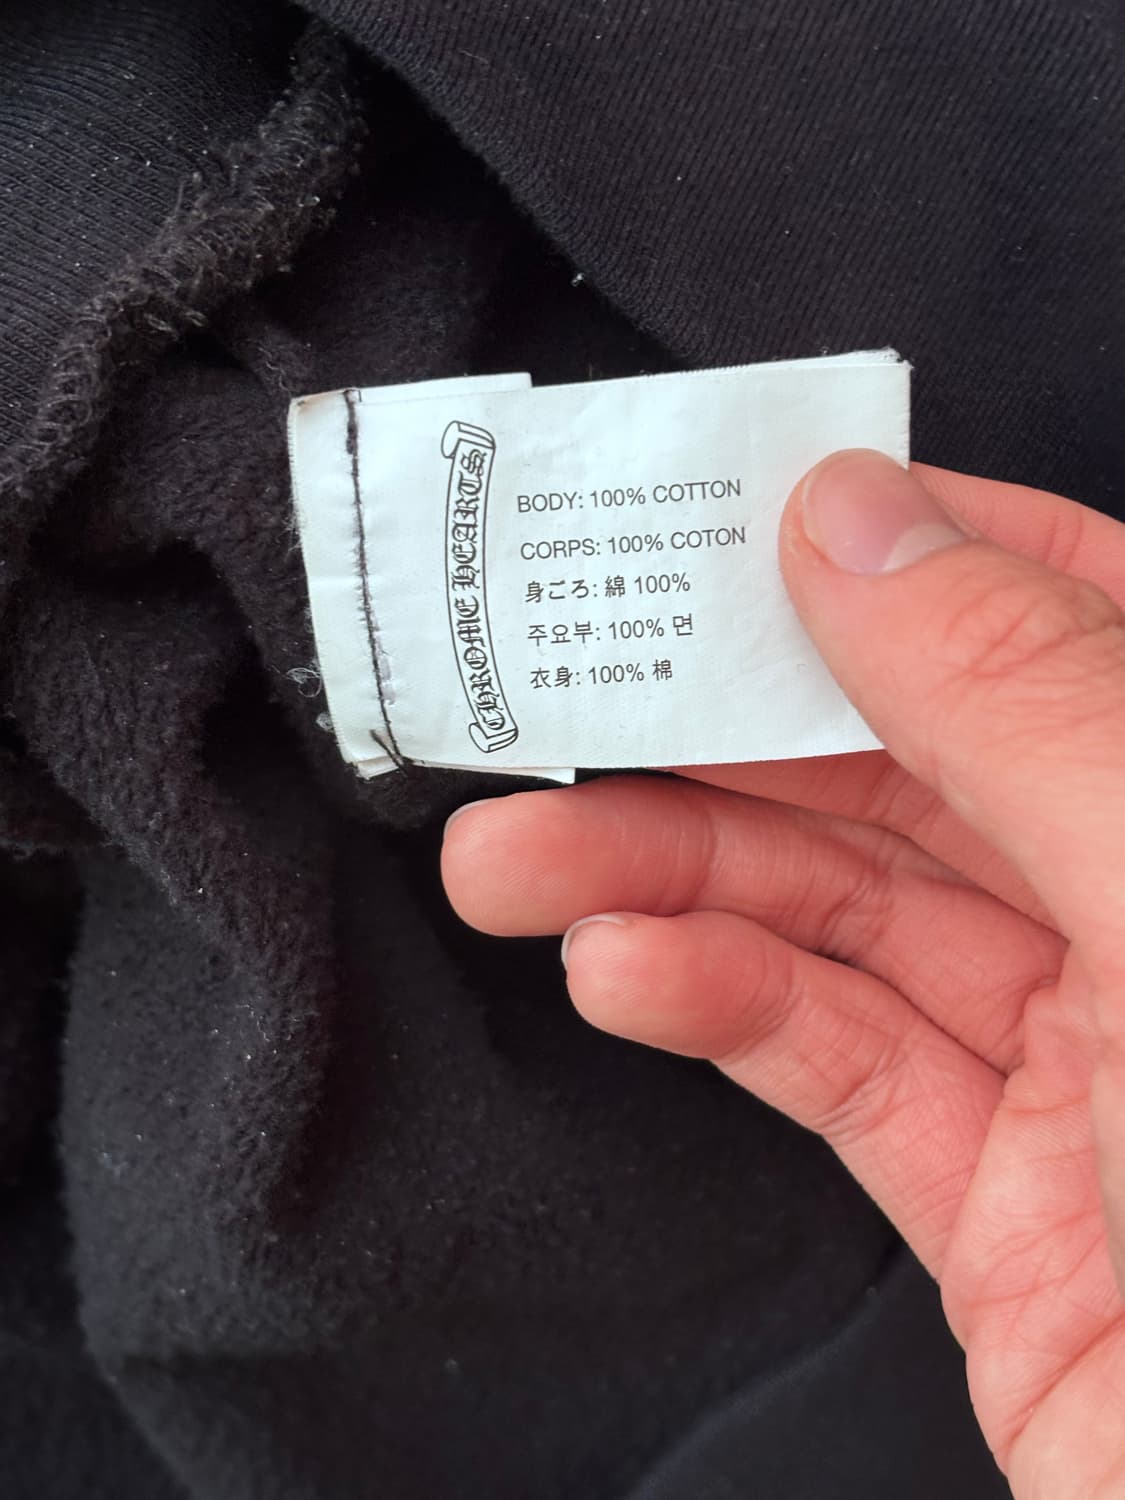 CHROME HEARTS
BODY: 100% COTTON
CORPS: 100% COTON
身ごろ: 綿 100%
주요부: 100% 면
衣身: 100% 棉